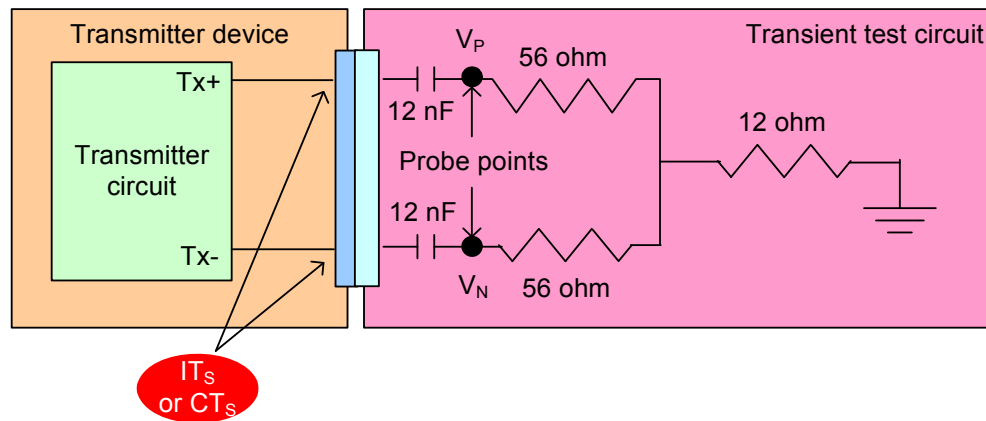 Transmitter device
Transient test circuit
Tx+
Transmitter
circuit
Tx-
V_P
56 ohm
12 nF
12 ohm
Probe points
12 nF
V_N
56 ohm
IT_S
or CT_S